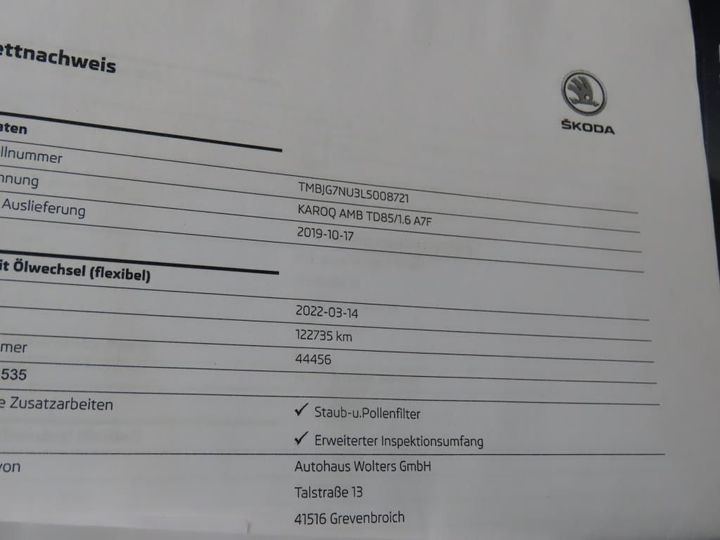 ettnachweis
ŠKODA
aten
llnummer
TMBJG7NU3L5008721
nnung
KAROQ AMB TD85/1.6 A7F
Auslieferung
2019-10-17
it Ölwechsel (flexibel)
2022-03-14
122735 km
mer
44456
535
e Zusatzarbeiten
✓ Staub-u.Pollenfilter
✓ Erweiterter Inspektionsumfang
von
Autohaus Wolters GmbH
Talstraße 13
41516 Grevenbroich